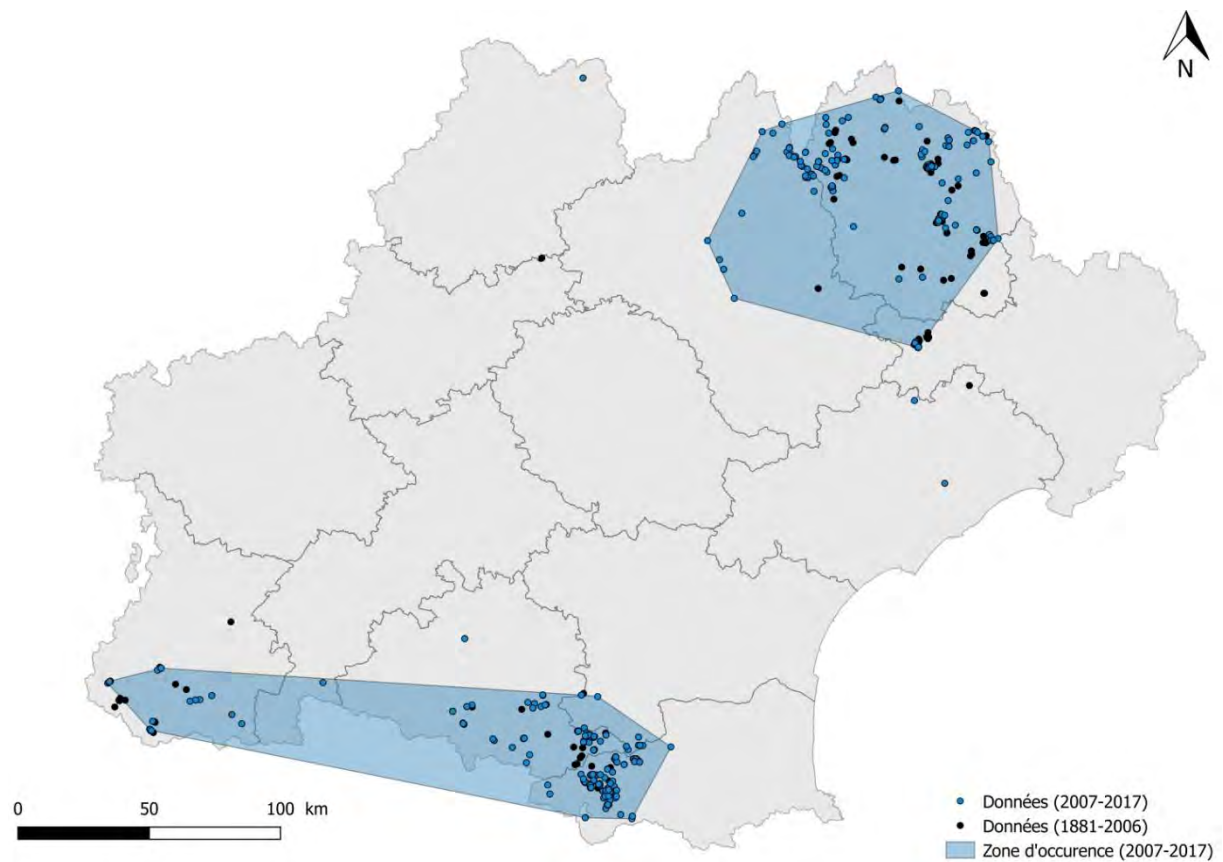 N
0 50 100 km
Données (2007-2017)
Données (1881-2006)
Zone d'occurence (2007-2017)